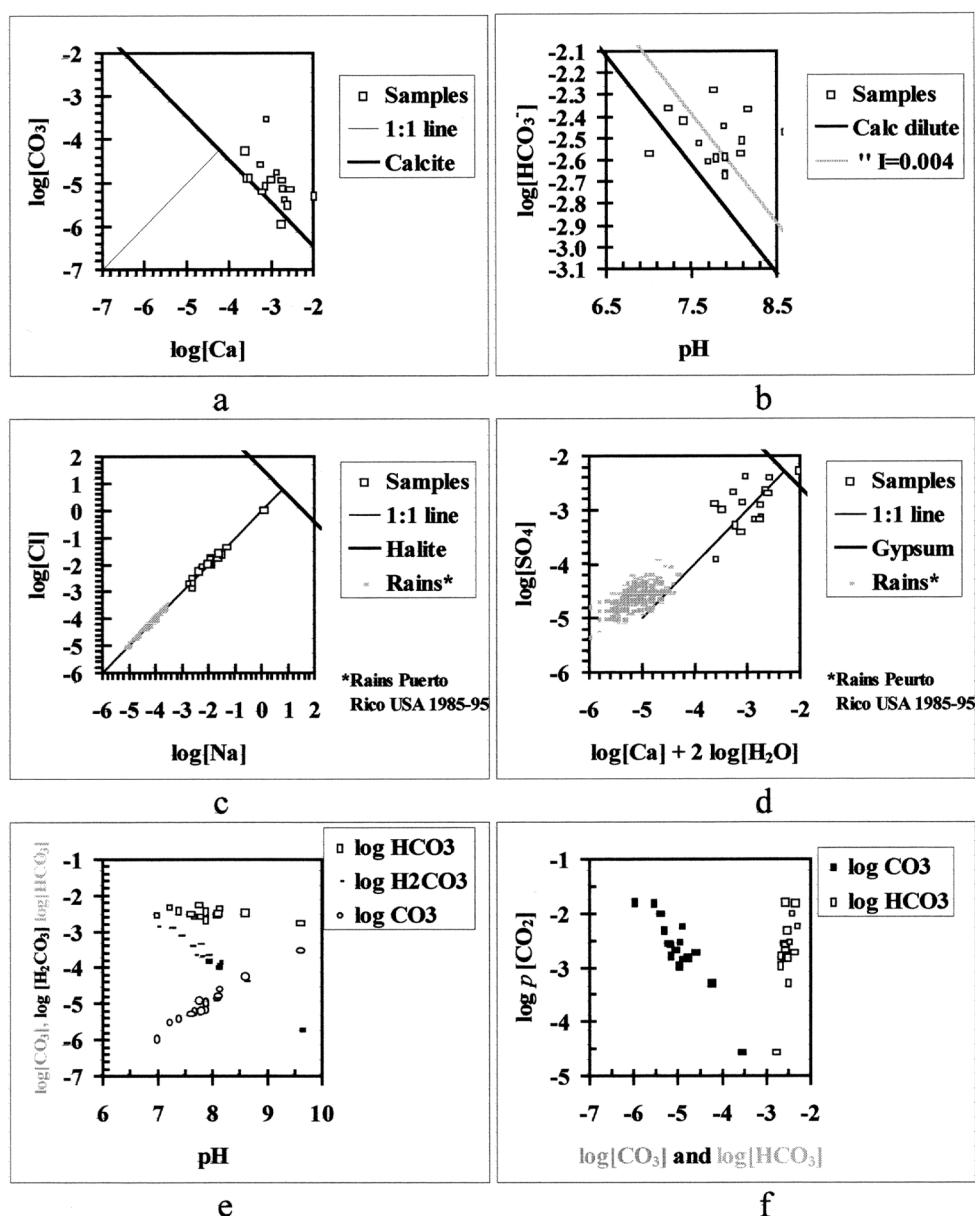 -2
-3
-4
-5
-6
-7
log[CO₃]
-7 -6 -5 -4 -3 -2
log[Ca]
Samples
1:1 line
Calcite
a
-2.1
-2.2
-2.3
-2.4
-2.5
-2.6
-2.7
-2.8
-2.9
-3.0
-3.1
log[HCO₃⁻]
6.5 7.5 8.5
pH
Samples
Calc dilute
" I=0.004
b
2
1
0
-1
-2
-3
-4
-5
-6
log[Cl]
-6 -5 -4 -3 -2 -1 0 1 2
log[Na]
Samples
1:1 line
Halite
Rains*
*Rains Puerto
Rico USA 1985-95
c
-2
-3
-4
-5
-6
log[SO₄]
-6 -5 -4 -3 -2
log[Ca] + 2 log[H₂O]
Samples
1:1 line
Gypsum
Rains*
*Rains Peurto
Rico USA 1985-95
d
-1
-2
-3
-4
-5
-6
-7
log[CO₃], log[H₂CO₃] log[HCO₃]
6 7 8 9 10
pH
log HCO3
log H2CO3
log CO3
e
-1
-2
-3
-4
-5
log p [CO₂]
-7 -6 -5 -4 -3 -2
log[CO₃] and log[HCO₃]
log CO3
log HCO3
f